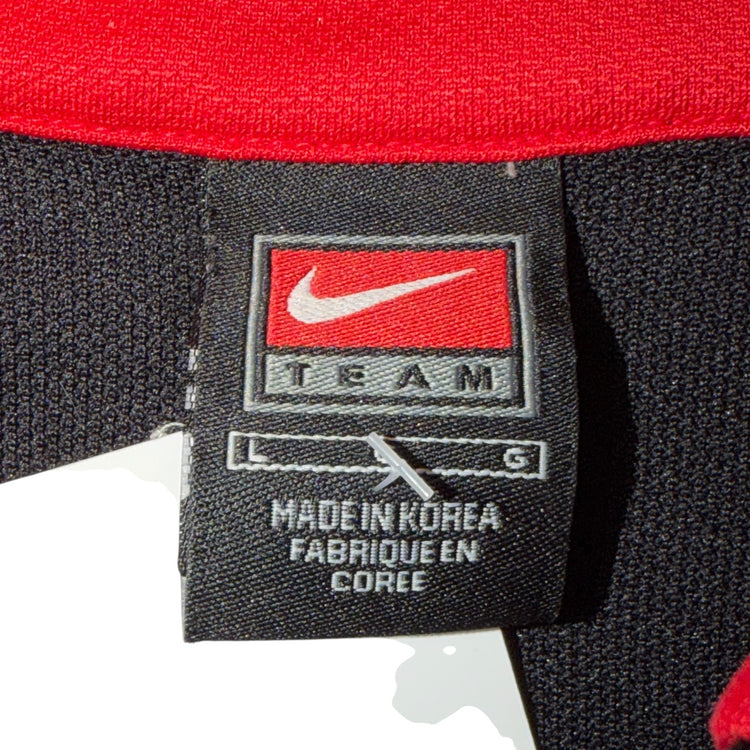 TEAM
L G
MADE IN KOREA
FABRIQUE EN
COREE